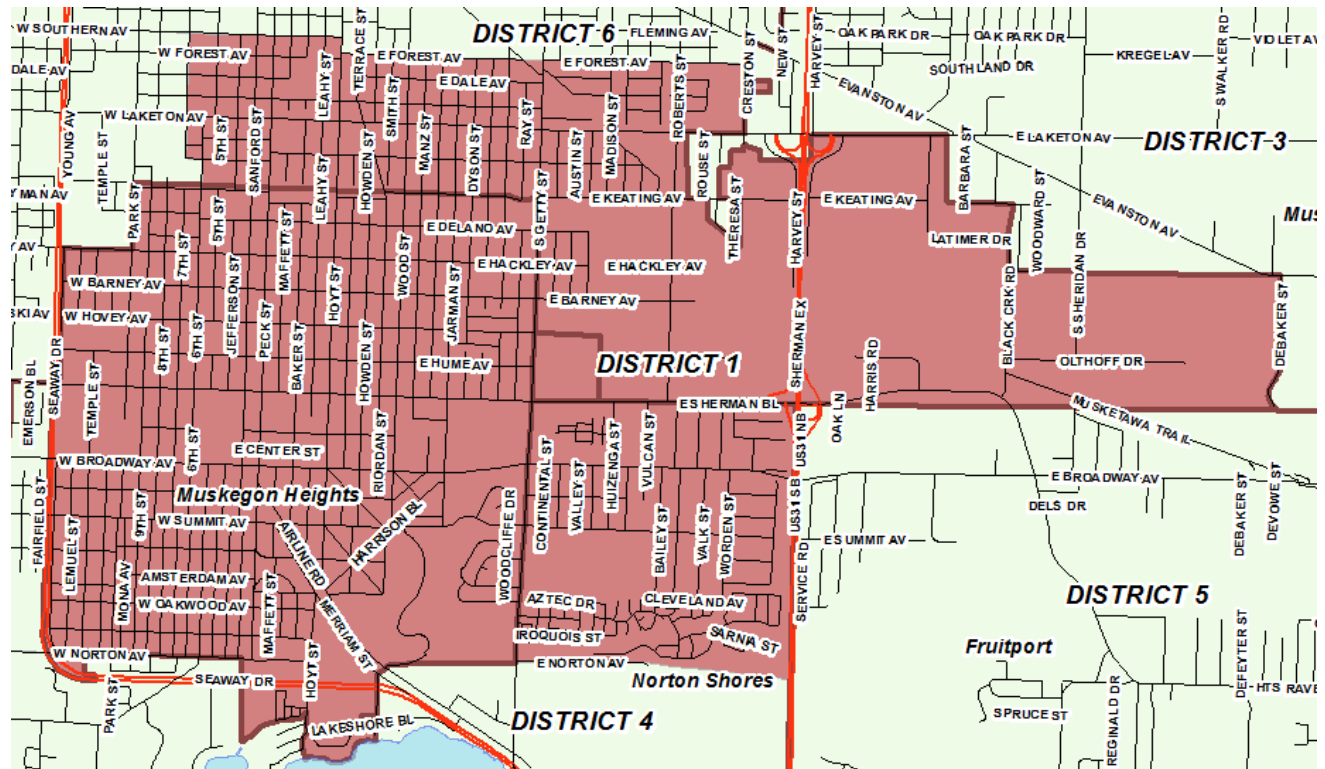 W SOUTHERN AV
DISTRICT 6
FLEMING AV
OAK PARK DR
OAK PARK DR
VIOLET AV
W FOREST AV
E FOREST AV
E FOREST AV
KREGEL AV
S WALKER RD
DALE AV
E DALE AV
SOUTHLAND DR
TERRACE ST
LEAHY ST
SMITH ST
ROBERTS ST
CRESTON ST
NEW ST
HARVEY ST
EVANSTON AV
W LAKETON AV
E LAKETON AV
DISTRICT 3
YOUNG AV
TEMPLE ST
5TH ST
SANFORD ST
LEAHY ST
HOWDEN ST
MANZ ST
DYSON ST
RAY ST
AUSTIN ST
MADISON ST
ROUSE ST
THERESA ST
BARBARA ST
WOODWARD ST
EVANSTON AV
YMAN AV
PARK ST
E KEATING AV
E KEATING AV
Mus
7TH ST
5TH ST
MAFFETT ST
E DELANO AV
S GETTY ST
HARVEY ST
LATIMER DR
S SHERIDAN DR
Y AV
JEFFERSON ST
HOYT ST
WOOD ST
E HACKLEY AV
E HACKLEY AV
W BARNEY AV
E BARNEY AV
BLACK CRK RD
DEBAKER ST
SKI AV
W HOVEY AV
8TH ST
6TH ST
PECK ST
BAKER ST
HOWDEN ST
JARMAN ST
SHERMAN EX
E HUME AV
DISTRICT 1
HARRIS RD
OLTHOFF DR
EMERSON BL
SEAWAY DR
TEMPLE ST
E SHERMAN BL
OAK LN
MUSKETAWA TRAIL
6TH ST
E CENTER ST
RIORDAN ST
CONTINENTAL ST
VALLEY ST
HUIZENGA ST
VULCAN ST
US31 NB
W BROADWAY AV
E BROADWAY AV
Muskegon Heights
US31 SB
DELS DR
DEBAKER ST
DEVOWE ST
FAIRFIELD ST
9TH ST
W SUMMIT AV
AIRLINE RD
HARRISON BL
WOODCLIFFE DR
BAILEY ST
VALK ST
WORDEN ST
E SUMMIT AV
LEMUEL ST
MONA AV
AMSTERDAM AV
SERVICE RD
W OAKWOOD AV
MAFFETT ST
MERRIAM ST
AZTEC DR
CLEVELAND AV
DISTRICT 5
IROQUOIS ST
SARNIA ST
Fruitport
W NORTON AV
HOYT ST
E NORTON AV
DEFEYTER ST
PARK ST
SEAWAY DR
Norton Shores
REGINALD DR
HTS RAVE
LAKESHORE BL
DISTRICT 4
SPRUCE ST